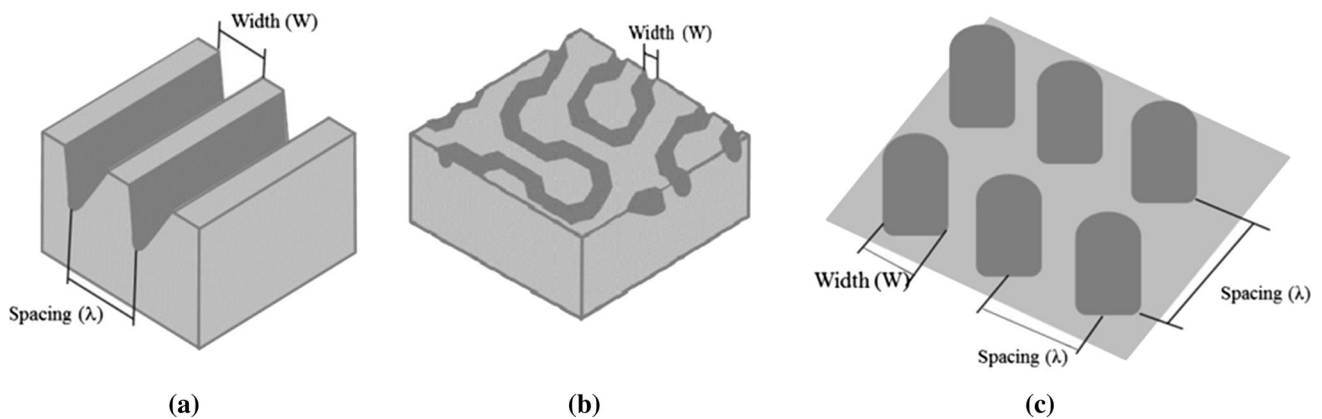 Width (W)
Spacing (λ)
(a)
Width (W)
(b)
Width (W)
Spacing (λ)
Spacing (λ)
(c)